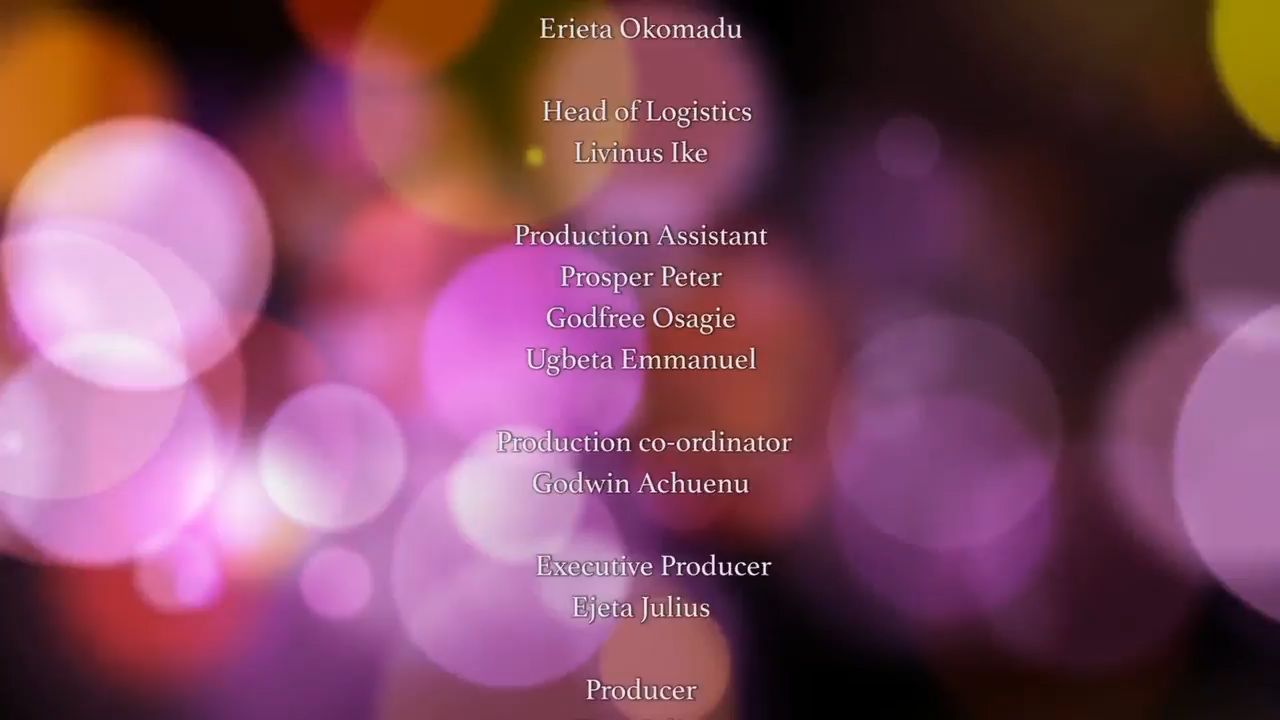 Erieta Okomadu
Head of Logistics
Livinus Ike
Production Assistant
Prosper Peter
Godfree Osagie
Ugbeta Emmanuel
Production co-ordinator
Godwin Achuenu
Executive Producer
Ejeta Julius
Producer